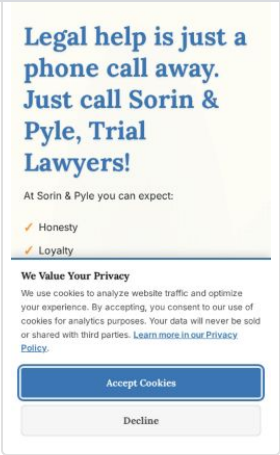 Legal help is just a
phone call away.
Just call Sorin &
Pyle, Trial
Lawyers!
At Sorin & Pyle you can expect:
✓ Honesty
✓ Loyalty
We Value Your Privacy
We use cookies to analyze website traffic and optimize
your experience. By accepting, you consent to our use of
cookies for analytics purposes. Your data will never be sold
or shared with third parties. Learn more in our Privacy
Policy.
Accept Cookies
Decline